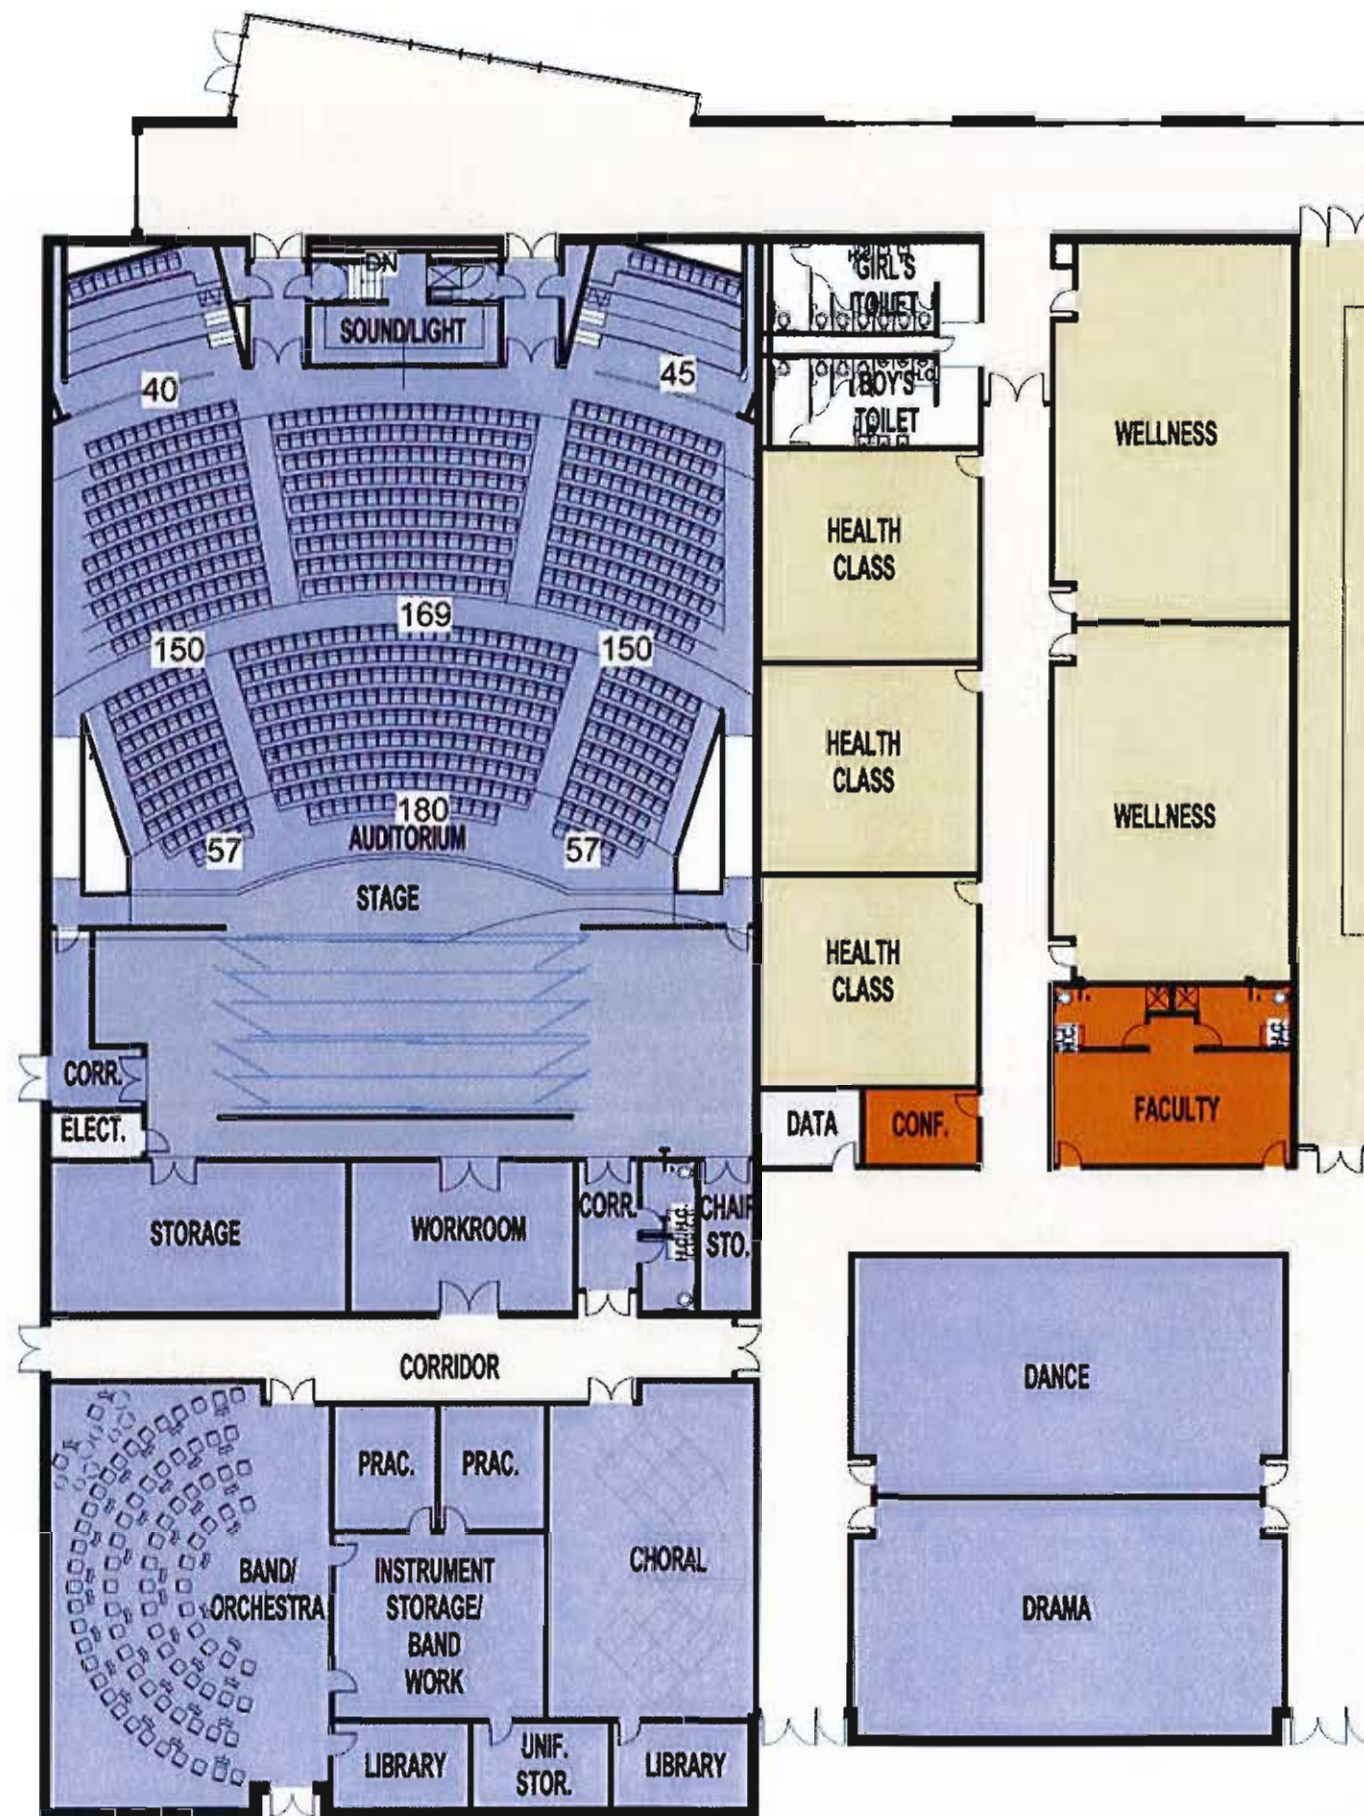 DN
GIRL'S
TOILET
SOUND/LIGHT
40
45
BOY'S
TOILET
H.C.
WELLNESS
HEALTH
CLASS
169
150
150
HEALTH
CLASS
WELLNESS
180
AUDITORIUM
57
57
STAGE
HEALTH
CLASS
H.C.
H.C.
CORR.
ELECT.
DATA
CONF.
FACULTY
STORAGE
WORKROOM
CORR.
H.C.
H.C.
CHAIR
STO.
CORRIDOR
DANCE
PRAC.
PRAC.
BAND/
ORCHESTRA
INSTRUMENT
STORAGE/
BAND
WORK
CHORAL
DRAMA
LIBRARY
UNIF.
STOR.
LIBRARY